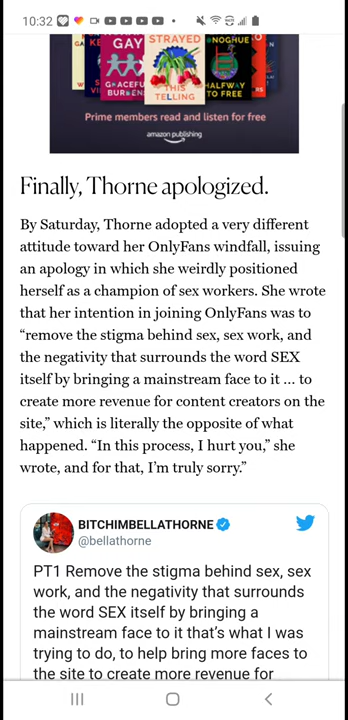 10:32
GAY
STRAYED
NOGHUE
GRACEFUL
BURDENS
THIS
TELLING
HALFWAY
TO FREE
Prime members read and listen for free
amazon publishing
Finally, Thorne apologized.
By Saturday, Thorne adopted a very different
attitude toward her OnlyFans windfall, issuing
an apology in which she weirdly positioned
herself as a champion of sex workers. She wrote
that her intention in joining OnlyFans was to
“remove the stigma behind sex, sex work, and
the negativity that surrounds the word SEX
itself by bringing a mainstream face to it ... to
create more revenue for content creators on the
site,” which is literally the opposite of what
happened. “In this process, I hurt you,” she
wrote, and for that, I’m truly sorry.”
BITCHIMBELLATHORNE
@bellathorne
PT1 Remove the stigma behind sex, sex
work, and the negativity that surrounds
the word SEX itself by bringing a
mainstream face to it that’s what I was
trying to do, to help bring more faces to
the site to create more revenue for